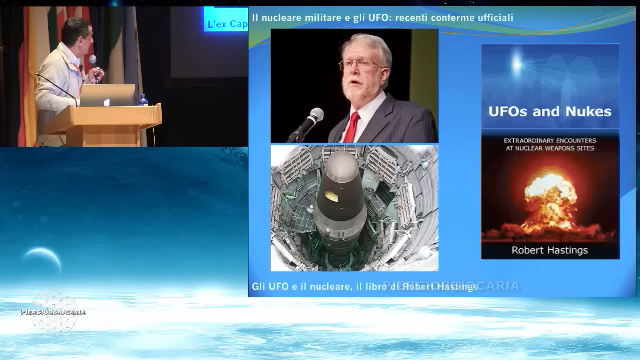 L'ex Cap
Il nucleare militare e gli UFO: recenti conferme ufficiali
UFOs and Nukes
EXTRAORDINARY ENCOUNTERS
AT NUCLEAR WEAPONS SITES
Robert Hastings
Gli UFO e il nucleare, il libro di Robert Hastings
PIERGIORGIOCARIA